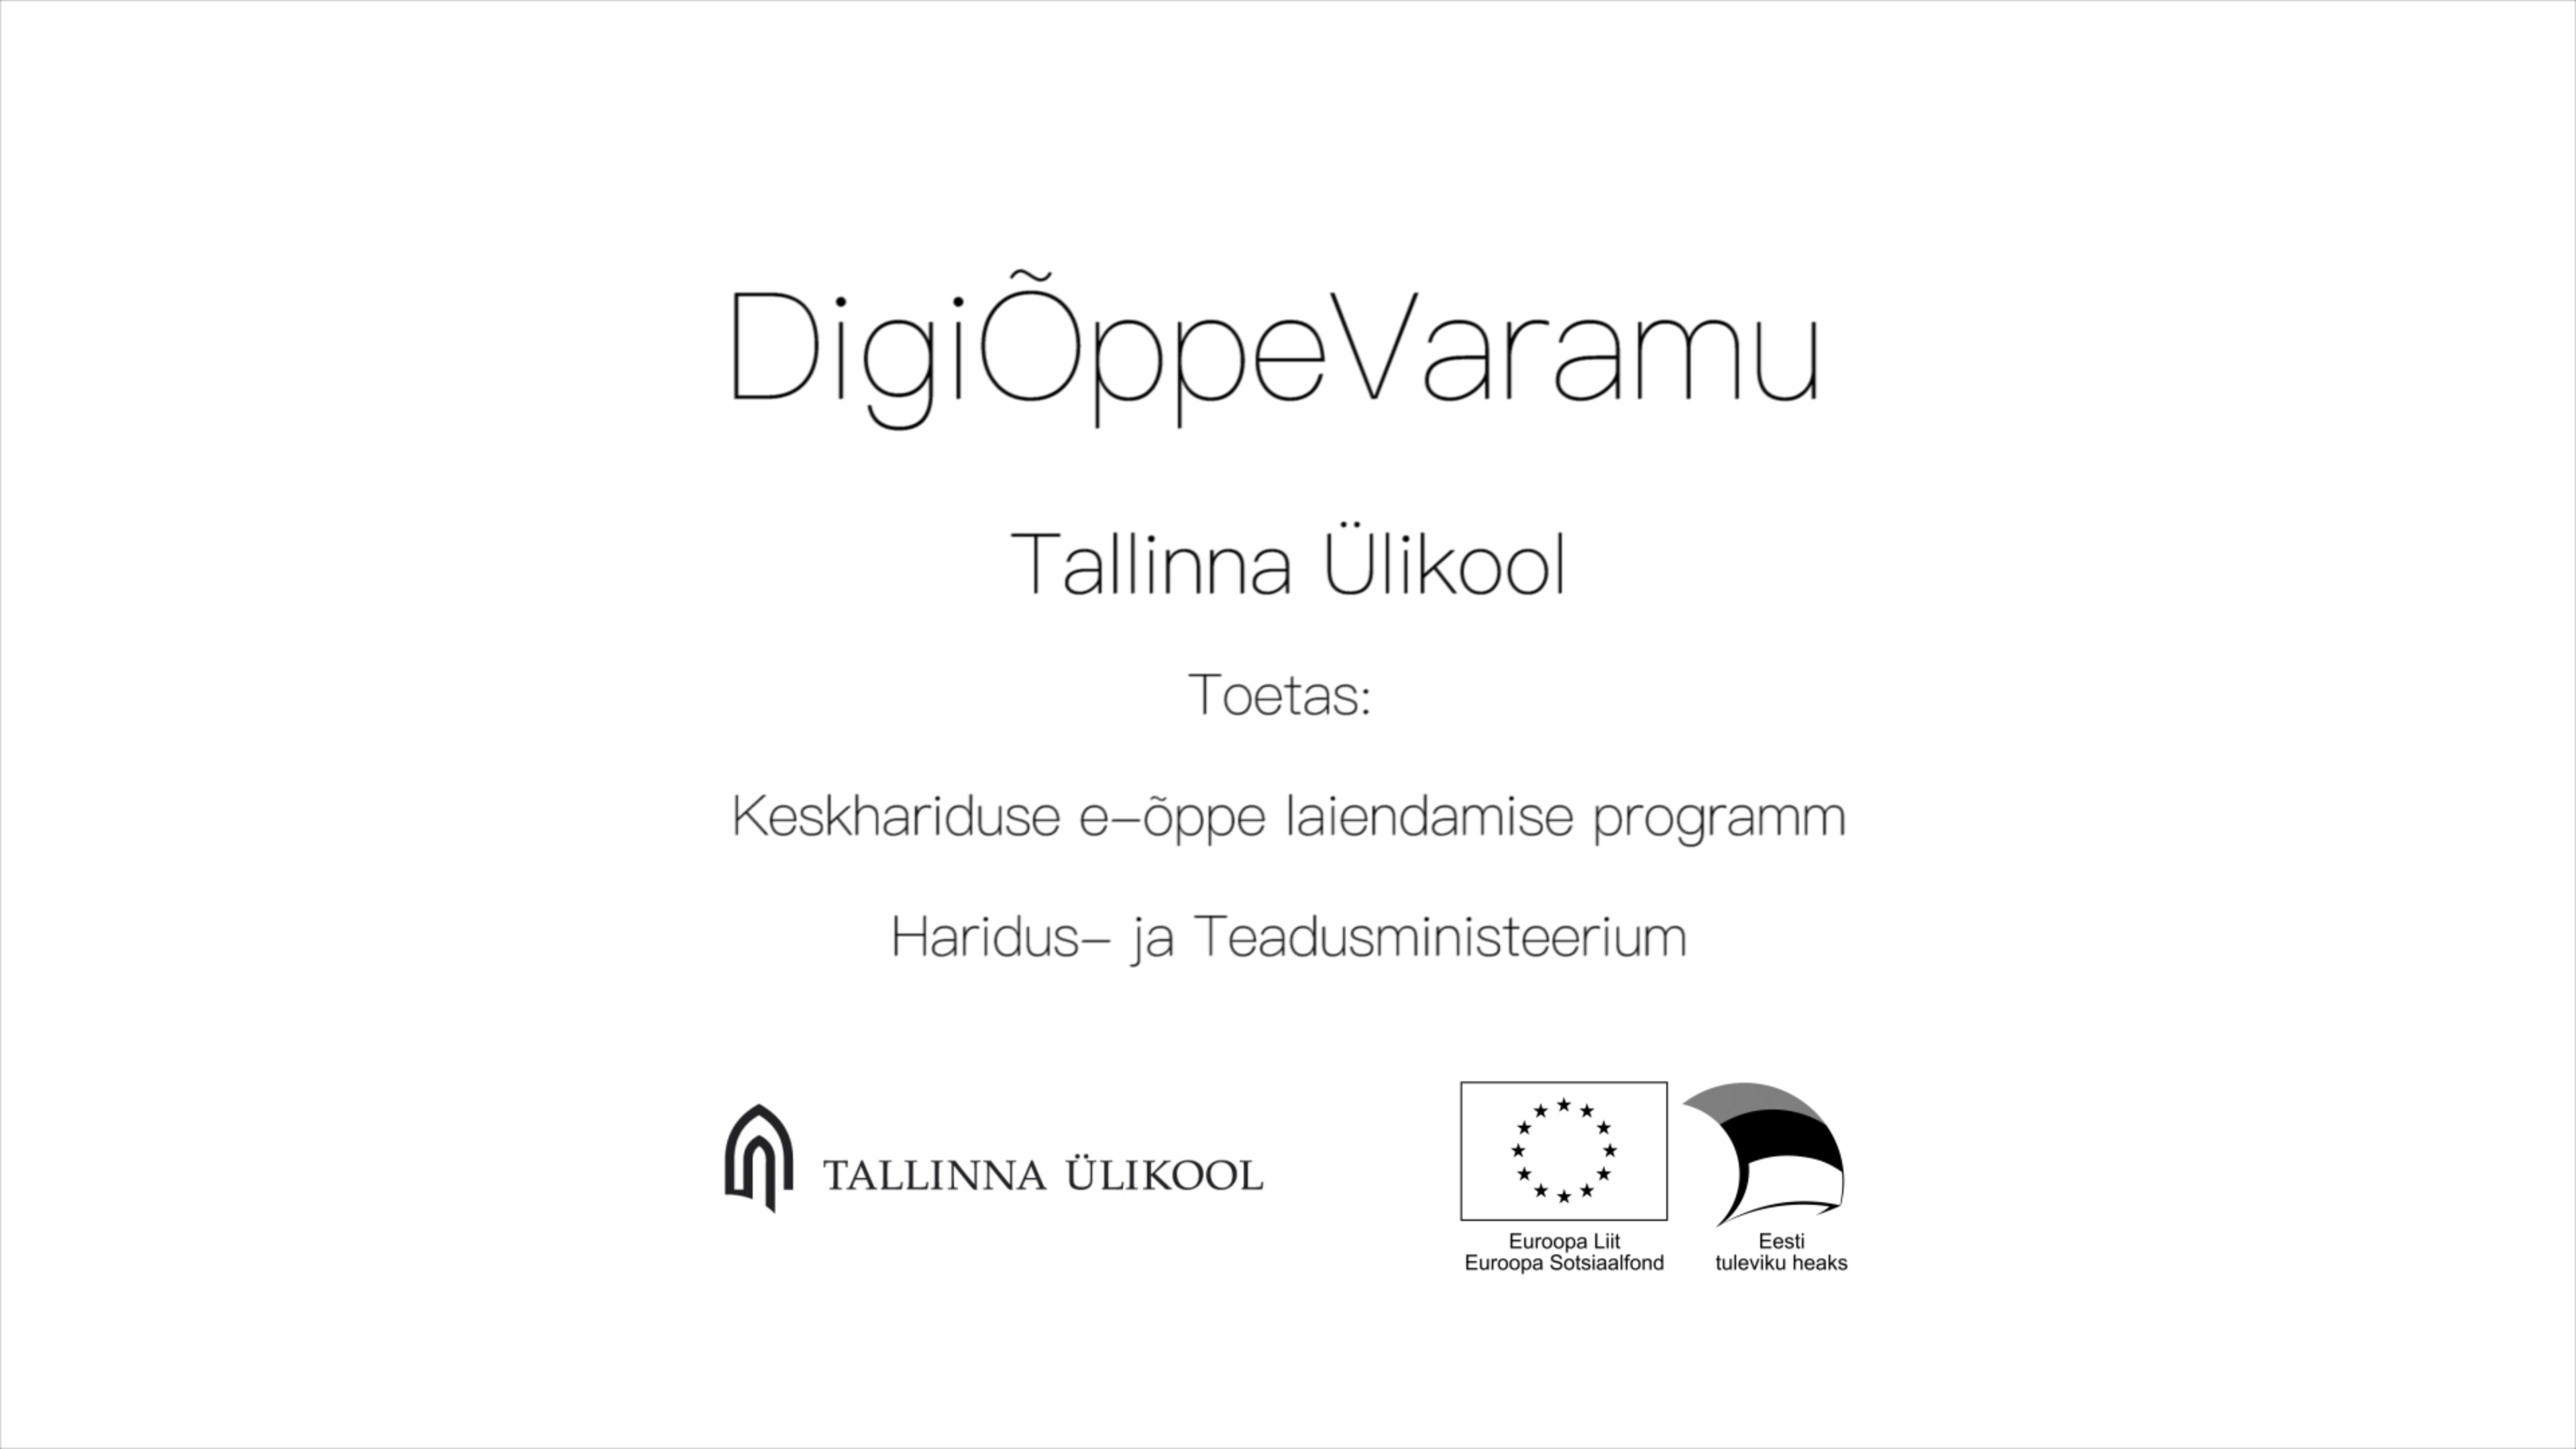 DigiÕppeVaramu
Tallinna Ülikool
Toetas:
Keskhariduse e-õppe laiendamise programm
Haridus- ja Teadusministeerium
TALLINNA ÜLIKOOL
Euroopa Liit
Euroopa Sotsiaalfond
Eesti
tuleviku heaks